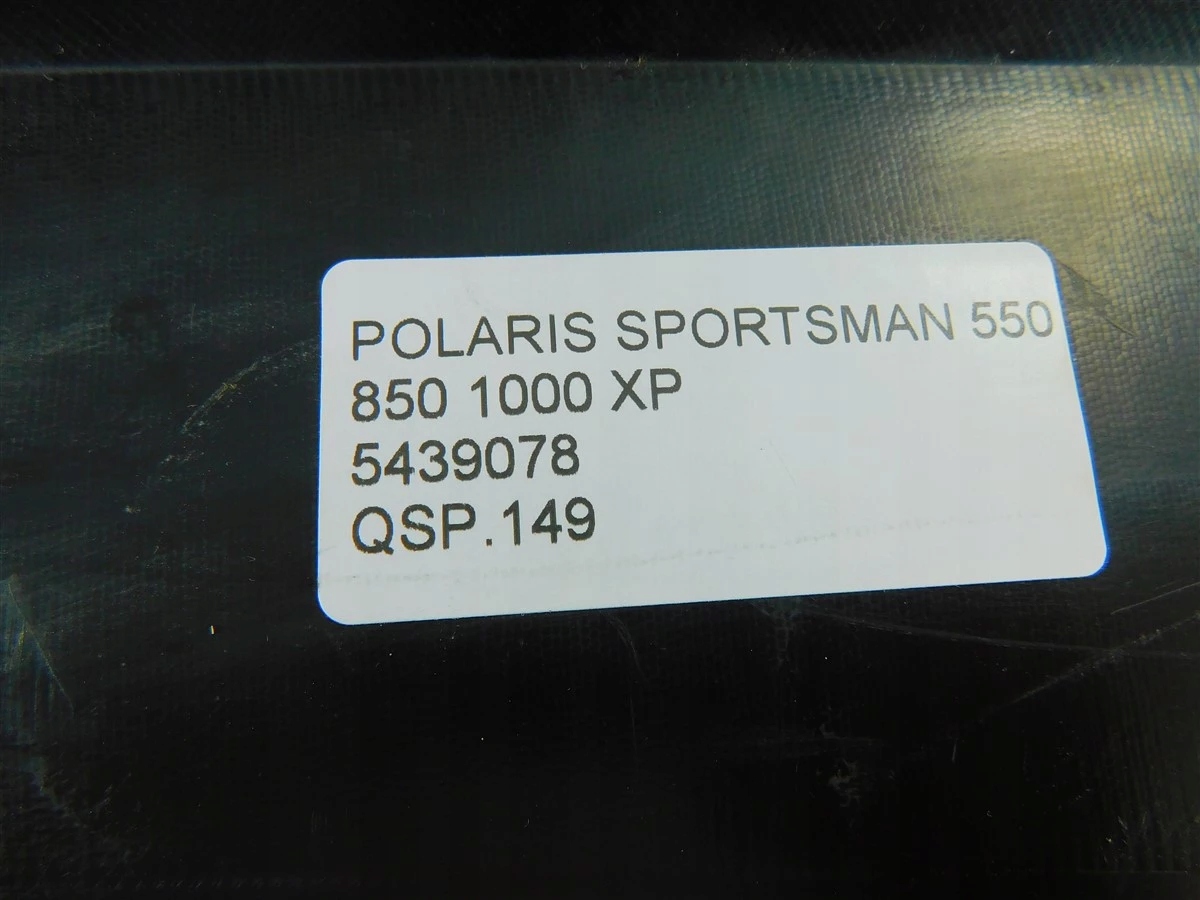 POLARIS SPORTSMAN 550
850 1000 XP
5439078
QSP.149